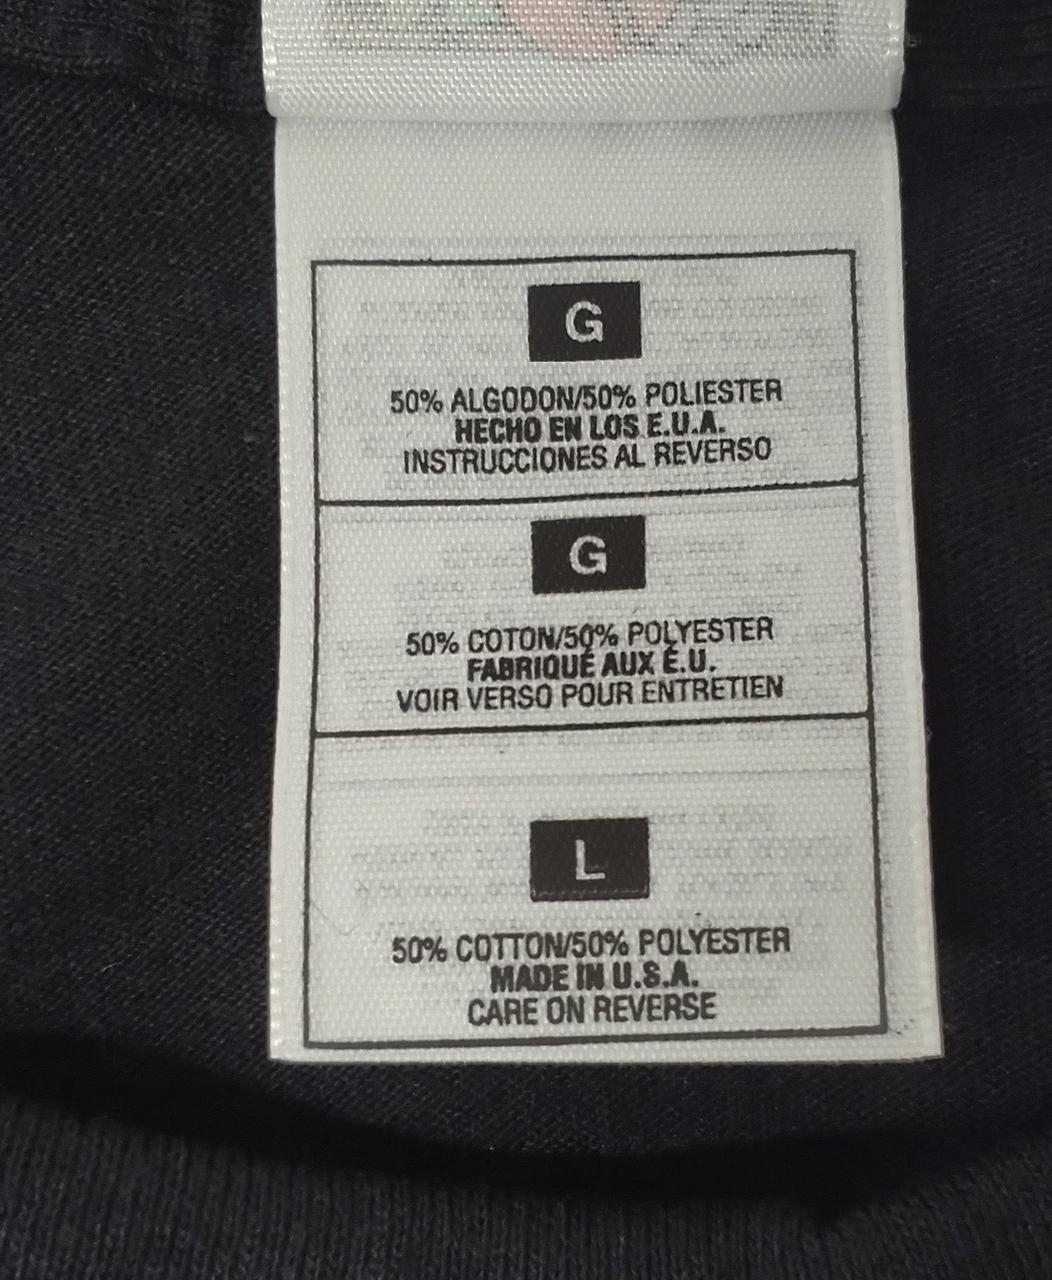 G
50% ALGODON/50% POLIESTER
HECHO EN LOS E.U.A.
INSTRUCCIONES AL REVERSO
G
50% COTON/50% POLYESTER
FABRIQUÉ AUX É.U.
VOIR VERSO POUR ENTRETIEN
L
50% COTTON/50% POLYESTER
MADE IN U.S.A.
CARE ON REVERSE